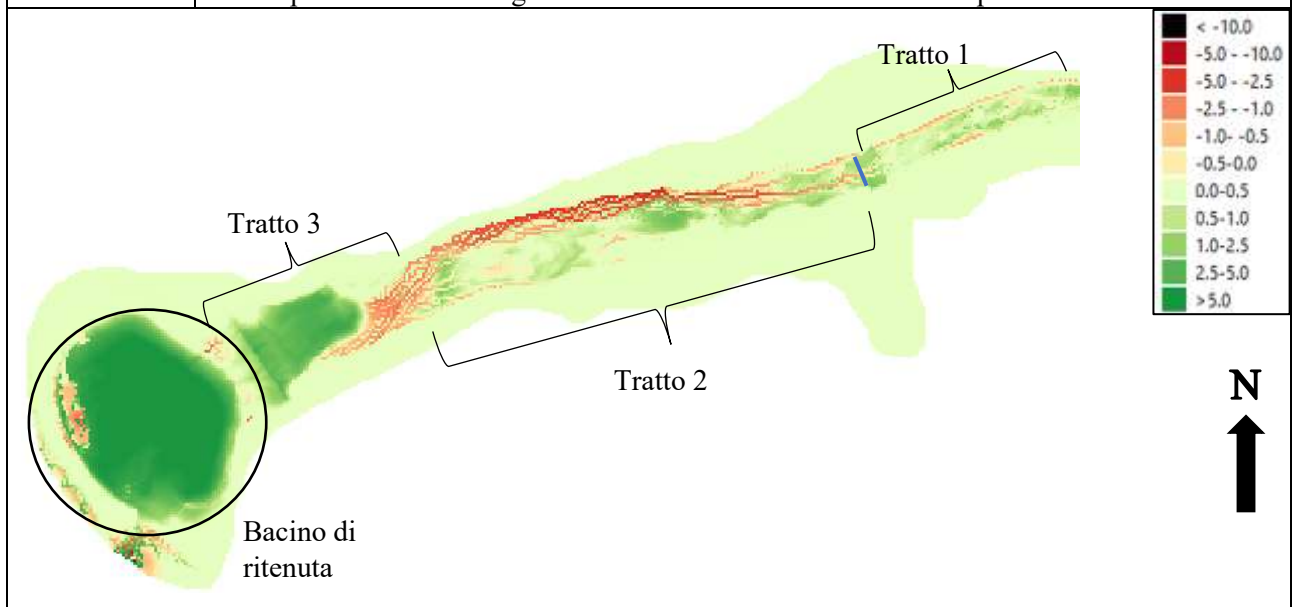 Tratto 1
< -10.0
-5.0 - -10.0
-5.0 - -2.5
-2.5 - -1.0
-1.0- -0.5
-0.5-0.0
0.0-0.5
0.5-1.0
1.0-2.5
2.5-5.0
>5.0
Tratto 3
Tratto 2
N
Bacino di
ritenuta